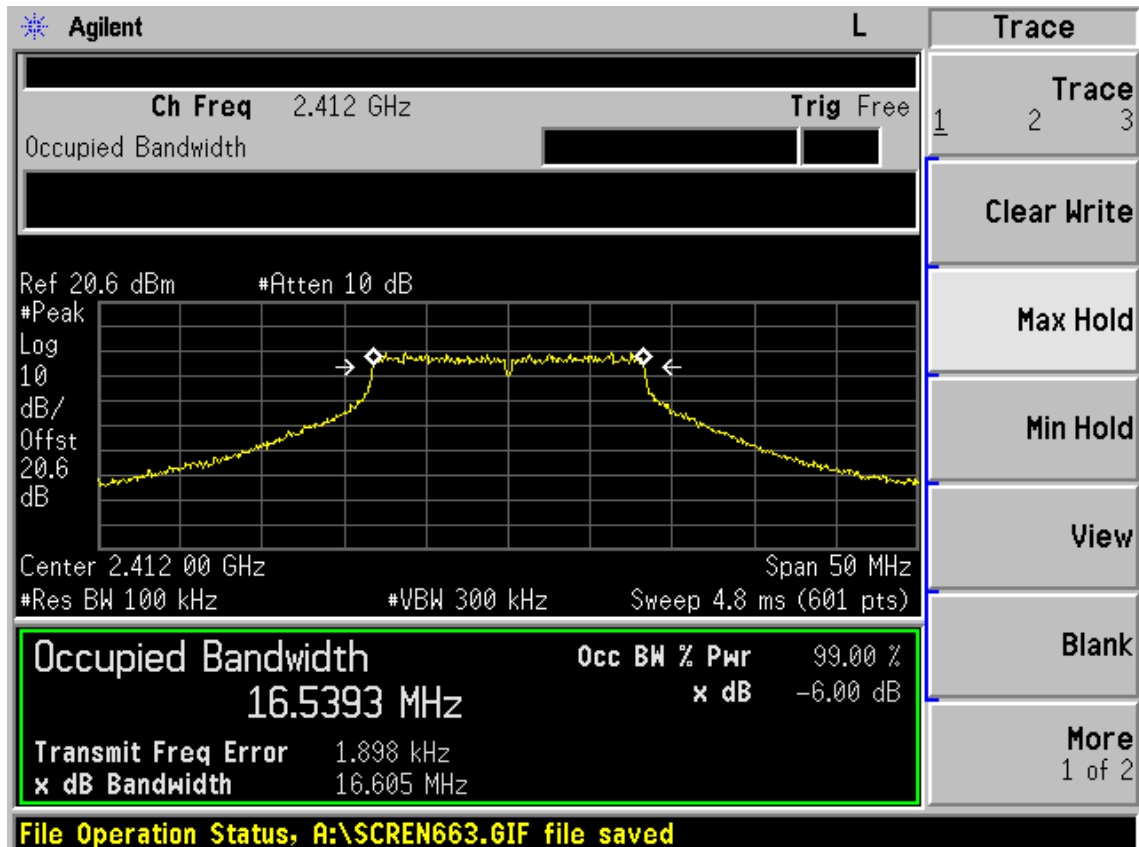 Agilent L Trace
Ch Freq 2.412 GHz Trig Free
Occupied Bandwidth
Ref 20.6 dBm #Atten 10 dB
#Peak
Log
10
dB/
Offst
20.6
dB
Center 2.412 00 GHz Span 50 MHz
#Res BW 100 kHz #VBW 300 kHz Sweep 4.8 ms (601 pts)
Occupied Bandwidth Occ BW % Pwr 99.00 %
16.5393 MHz x dB -6.00 dB
Transmit Freq Error 1.898 kHz
x dB Bandwidth 16.605 MHz
File Operation Status, A:\SCREN663.GIF file saved
Trace
1 2 3
Clear Write
Max Hold
Min Hold
View
Blank
More
1 of 2